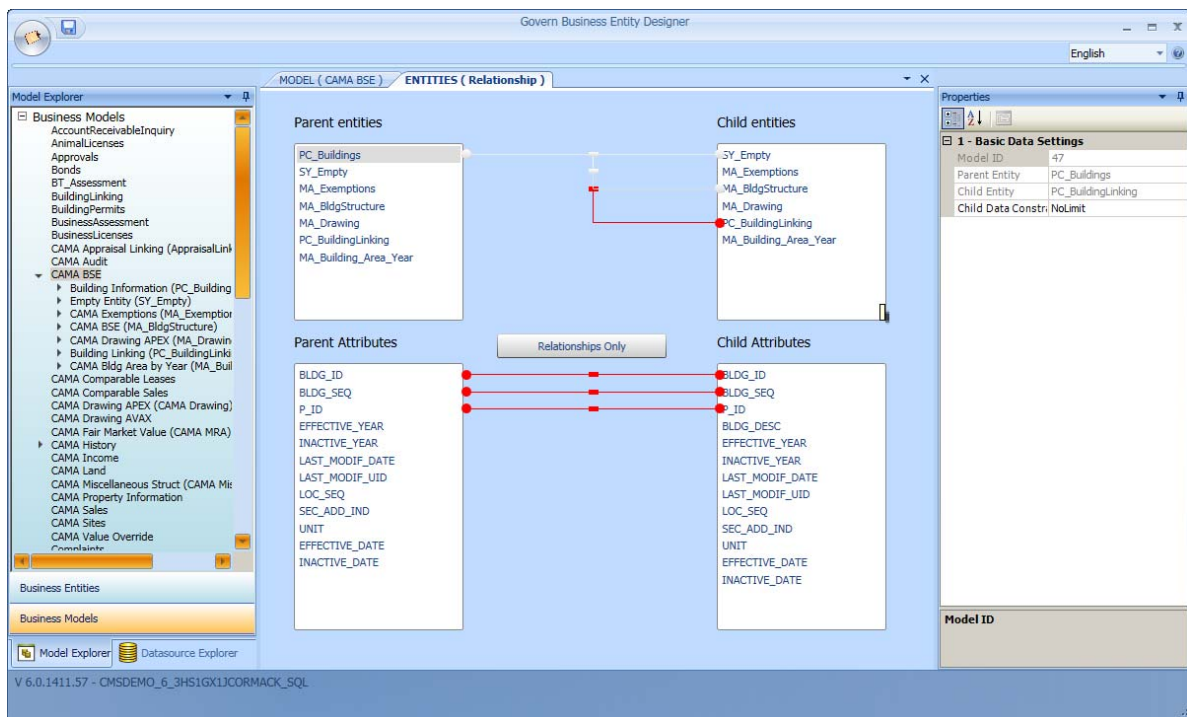 Govern Business Entity Designer
English
MODEL ( CAMA BSE )
ENTITIES ( Relationship )
Model Explorer
Business Models
AccountReceivableInquiry
AnimalLicenses
Approvals
Bonds
BT_Assessment
BuildingLinking
BuildingPermits
BusinessAssessment
BusinessLicenses
CAMA Appraisal Linking (AppraisalLink
CAMA Audit
CAMA BSE
Building Information (PC_Building
Empty Entity (SY_Empty)
CAMA Exemptions (MA_Exemption
CAMA BSE (MA_BldgStructure)
CAMA Drawing APEX (MA_Drawin
Building Linking (PC_BuildingLinki
CAMA Bldg Area by Year (MA_Buil
CAMA Comparable Leases
CAMA Comparable Sales
CAMA Drawing APEX (CAMA Drawing)
CAMA Drawing AVAX
CAMA Fair Market Value (CAMA MRA)
CAMA History
CAMA Income
CAMA Land
CAMA Miscellaneous Struct (CAMA Mis
CAMA Property Information
CAMA Sales
CAMA Sites
CAMA Value Override
Complaints
Business Entities
Business Models
Model Explorer
Datasource Explorer
Parent entities
PC_Buildings
SY_Empty
MA_Exemptions
MA_BldgStructure
MA_Drawing
PC_BuildingLinking
MA_Building_Area_Year
Child entities
SY_Empty
MA_Exemptions
MA_BldgStructure
MA_Drawing
PC_BuildingLinking
MA_Building_Area_Year
Parent Attributes
BLDG_ID
BLDG_SEQ
P_ID
EFFECTIVE_YEAR
INACTIVE_YEAR
LAST_MODIF_DATE
LAST_MODIF_UID
LOC_SEQ
SEC_ADD_IND
UNIT
EFFECTIVE_DATE
INACTIVE_DATE
Relationships Only
Child Attributes
BLDG_ID
BLDG_SEQ
P_ID
BLDG_DESC
EFFECTIVE_YEAR
INACTIVE_YEAR
LAST_MODIF_DATE
LAST_MODIF_UID
LOC_SEQ
SEC_ADD_IND
UNIT
EFFECTIVE_DATE
INACTIVE_DATE
Properties
1 - Basic Data Settings
Model ID 47
Parent Entity PC_Buildings
Child Entity PC_BuildingLinking
Child Data Constr NoLimit
Model ID
V 6.0.1411.57 - CMSDEMO_6_3HS1GX1JCORMACK_SQL